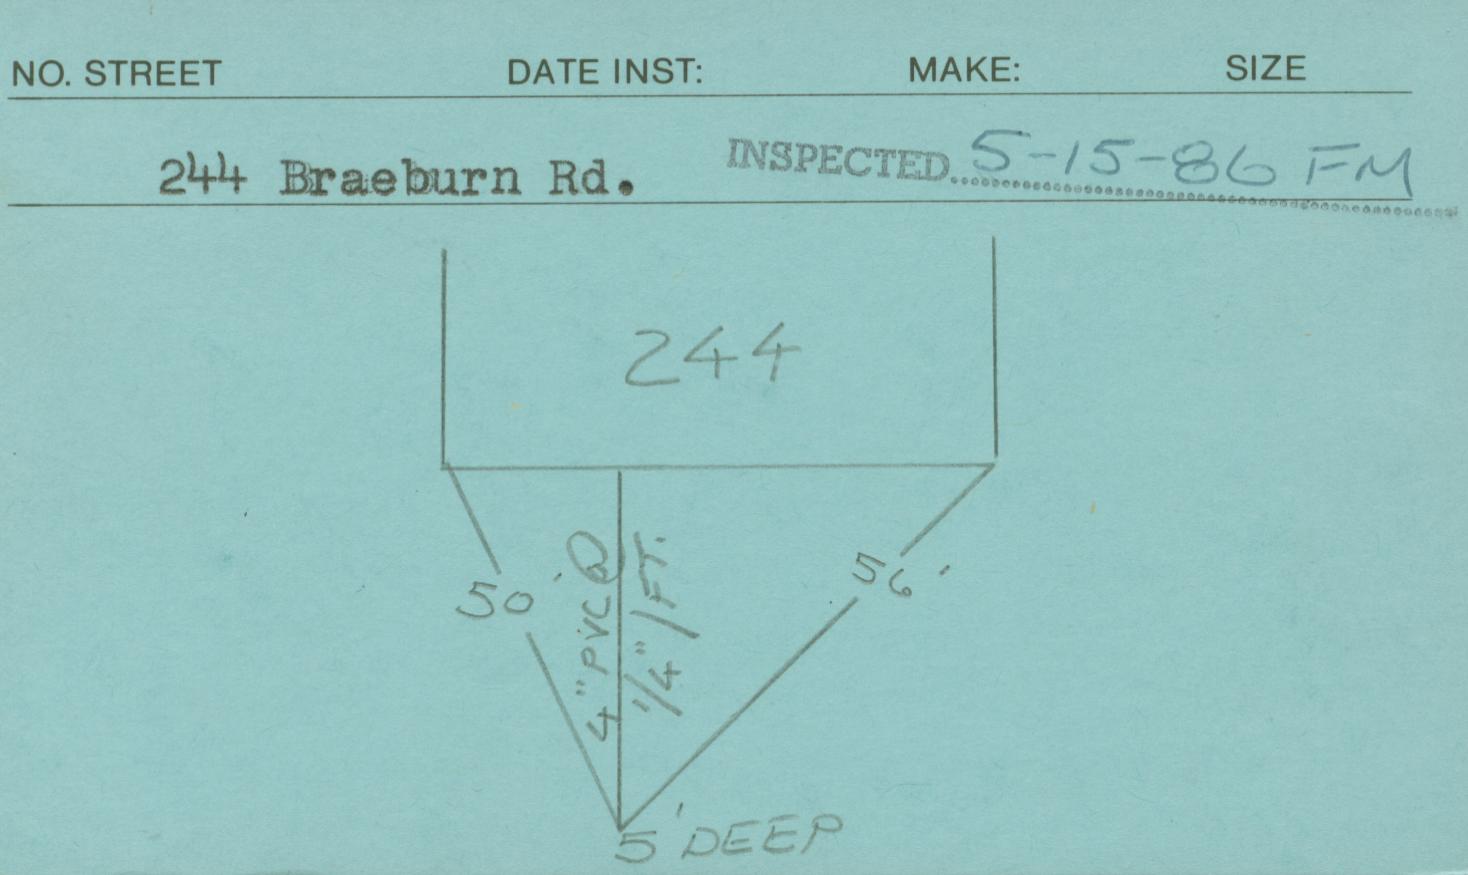 NO. STREET DATE INST: MAKE: SIZE
244 Braeburn Rd. INSPECTED 5-15-86 FM
244
50'
4" PVC @
1/4"/FT.
56'
5' DEEP